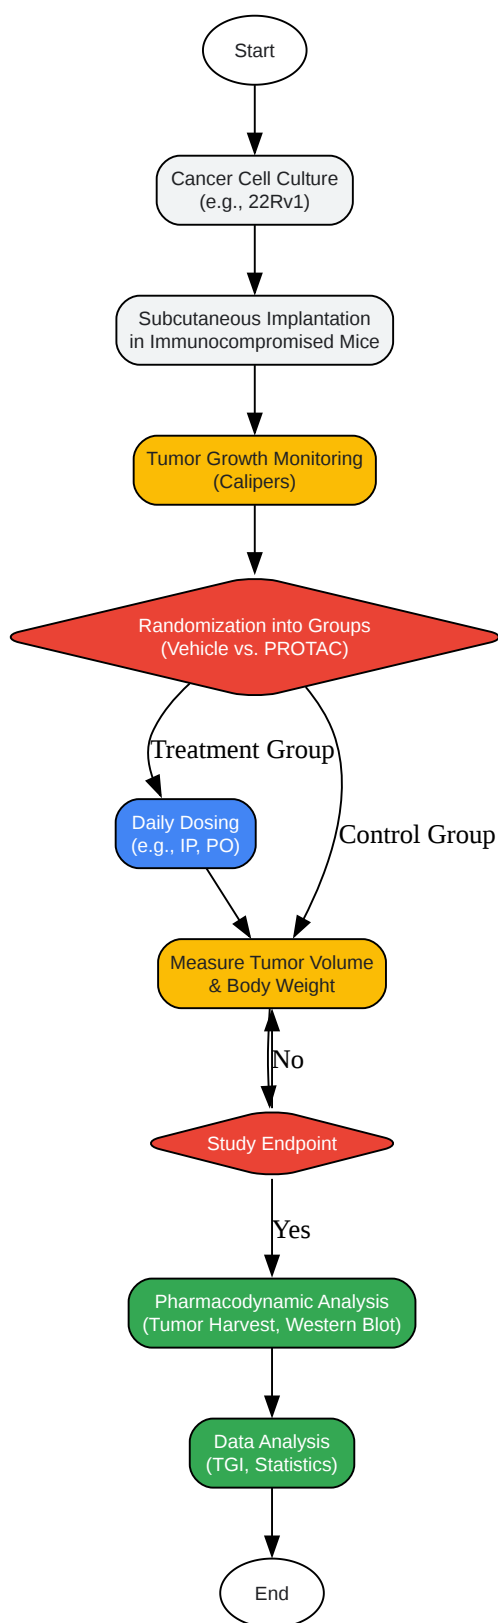 Start
Cancer Cell Culture
(e.g., 22Rv1)
Subcutaneous Implantation
in Immunocompromised Mice
Tumor Growth Monitoring
(Calipers)
Randomization into Groups
(Vehicle vs. PROTAC)
Treatment Group
Daily Dosing
(e.g., IP, PO)
Control Group
Measure Tumor Volume
& Body Weight
No
Study Endpoint
Yes
Pharmacodynamic Analysis
(Tumor Harvest, Western Blot)
Data Analysis
(TGI, Statistics)
End